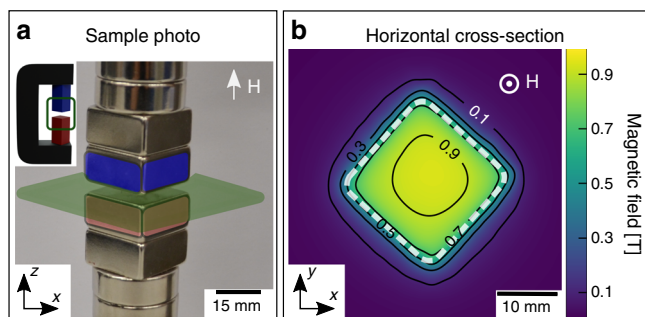 a
Sample photo
H
z
x
15 mm
b
Horizontal cross-section
H
0.1
0.3
0.9
0.5
0.7
y
x
10 mm
0.9
0.7
0.5
0.3
0.1
Magnetic field [T]